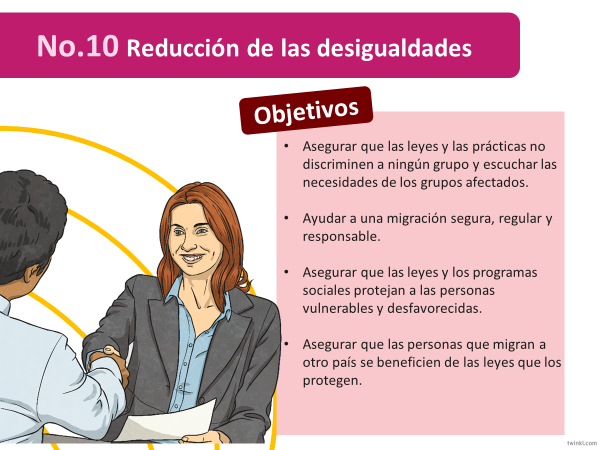 No.10 Reducción de las desigualdades
Objetivos
• Asegurar que las leyes y las prácticas no
discriminen a ningún grupo y escuchar las
necesidades de los grupos afectados.
• Ayudar a una migración segura, regular y
responsable.
• Asegurar que las leyes y los programas
sociales protejan a las personas
vulnerables y desfavorecidas.
• Asegurar que las personas que migran a
otro país se beneficien de las leyes que los
protegen.
twinkl.com